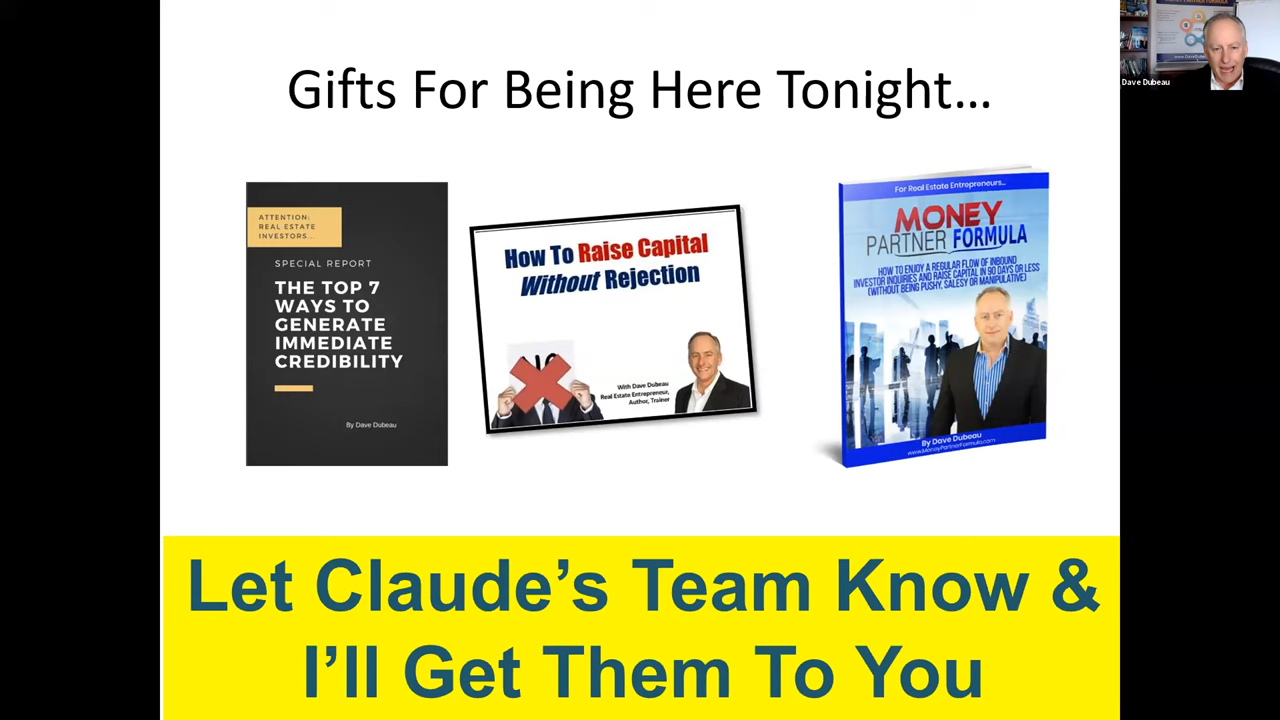 Gifts For Being Here Tonight...
ATTENTION:
REAL ESTATE
INVESTORS...
SPECIAL REPORT
THE TOP 7
WAYS TO
GENERATE
IMMEDIATE
CREDIBILITY
By Dave Dubeau
How To Raise Capital
Without Rejection
With Dave Dubeau
Real Estate Entrepreneur,
Author, Trainer
For Real Estate Entrepreneurs...
MONEY
PARTNER FORMULA
HOW TO ENJOY A REGULAR FLOW OF INBOUND
INVESTOR INQUIRIES AND RAISE CAPITAL IN 90 DAYS OR LESS
(WITHOUT BEING PUSHY, SALESY OR MANIPULATIVE)
By Dave Dubeau
www.MoneyPartnerFormula.com
Let Claude’s Team Know &
I’ll Get Them To You
Dave Dubeau